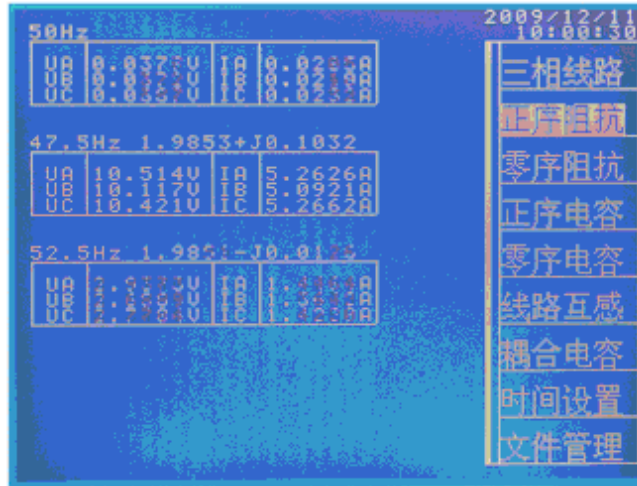 2009/12/11
10:00:30
50Hz
UA IA
UB IB
UC IC
47.5Hz 1.9853+J0.1032
UA 10.514V IA 5.2626A
UB 10.117V IB 5.0921A
UC 10.421V IC 5.2662A
52.5Hz
UA IA
UB IB
UC IC
三相线路
正序阻抗
零序阻抗
正序电容
零序电容
线路互感
耦合电容
时间设置
文件管理